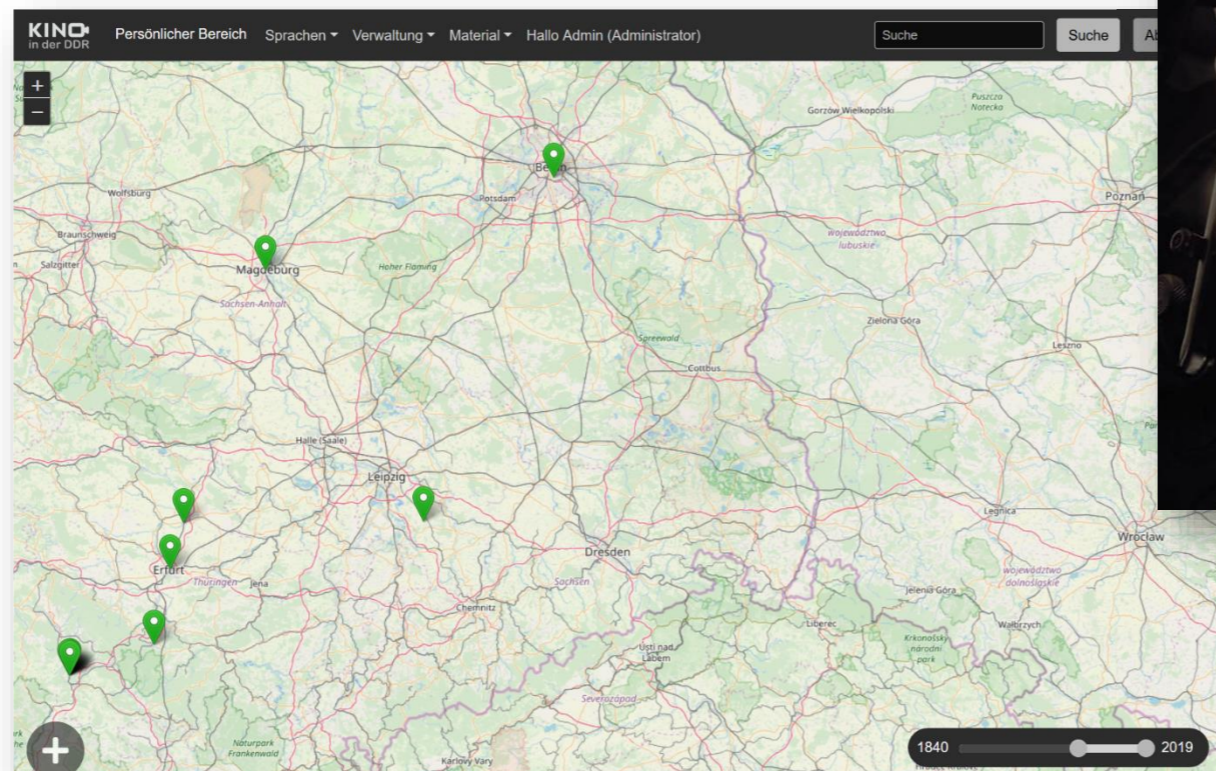 KINO
in der DDR
Persönlicher Bereich
Sprachen
Verwaltung
Material
Hallo Admin (Administrator)
Suche
Suche
+
−
Gorzów Wielkopolski
Puszcza
Notecka
Berlin
Wolfsburg
Potsdam
Poznań
Braunschweig
województwo
lubuskie
Salzgitter
Magdeburg
Hoher Fläming
Sachsen-Anhalt
Zielona Góra
Spreewald
Leszno
Cottbus
Halle (Saale)
Leipzig
Legnica
Wrocław
Dresden
Erfurt
Thüringen
Jena
Sachsen
województwo
dolnośląskie
Jelenia Góra
Chemnitz
Liberec
Wałbrzych
Krkonošský
národní
park
Ústí nad
Labem
Severozápad
Naturpark
Frankenwald
Karlovy Vary
+
1840
2019